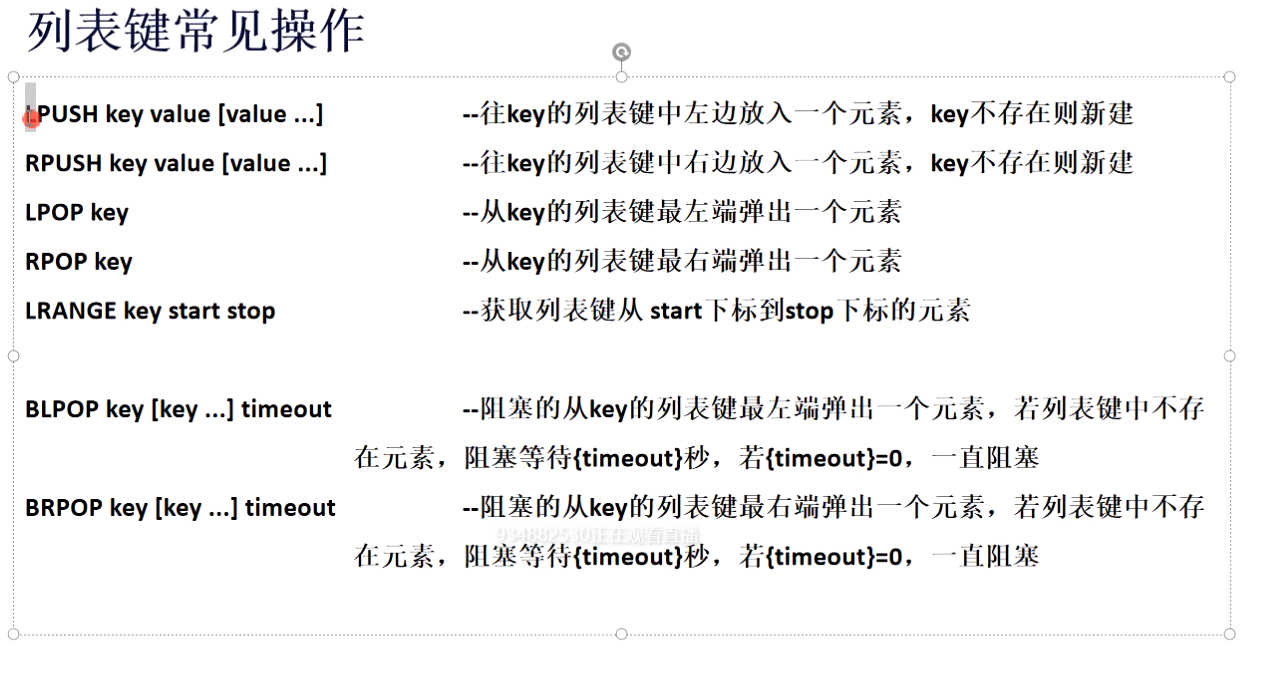 列表键常见操作
LPUSH key value [value ...] --往key的列表键中左边放入一个元素，key不存在则新建
RPUSH key value [value ...] --往key的列表键中右边放入一个元素，key不存在则新建
LPOP key --从key的列表键最左端弹出一个元素
RPOP key --从key的列表键最右端弹出一个元素
LRANGE key start stop --获取列表键从 start下标到stop下标的元素
BLPOP key [key ...] timeout --阻塞的从key的列表键最左端弹出一个元素，若列表键中不存
在元素，阻塞等待{timeout}秒，若{timeout}=0，一直阻塞
BRPOP key [key ...] timeout --阻塞的从key的列表键最右端弹出一个元素，若列表键中不存
934882530正在观看直播
在元素，阻塞等待{timeout}秒，若{timeout}=0，一直阻塞